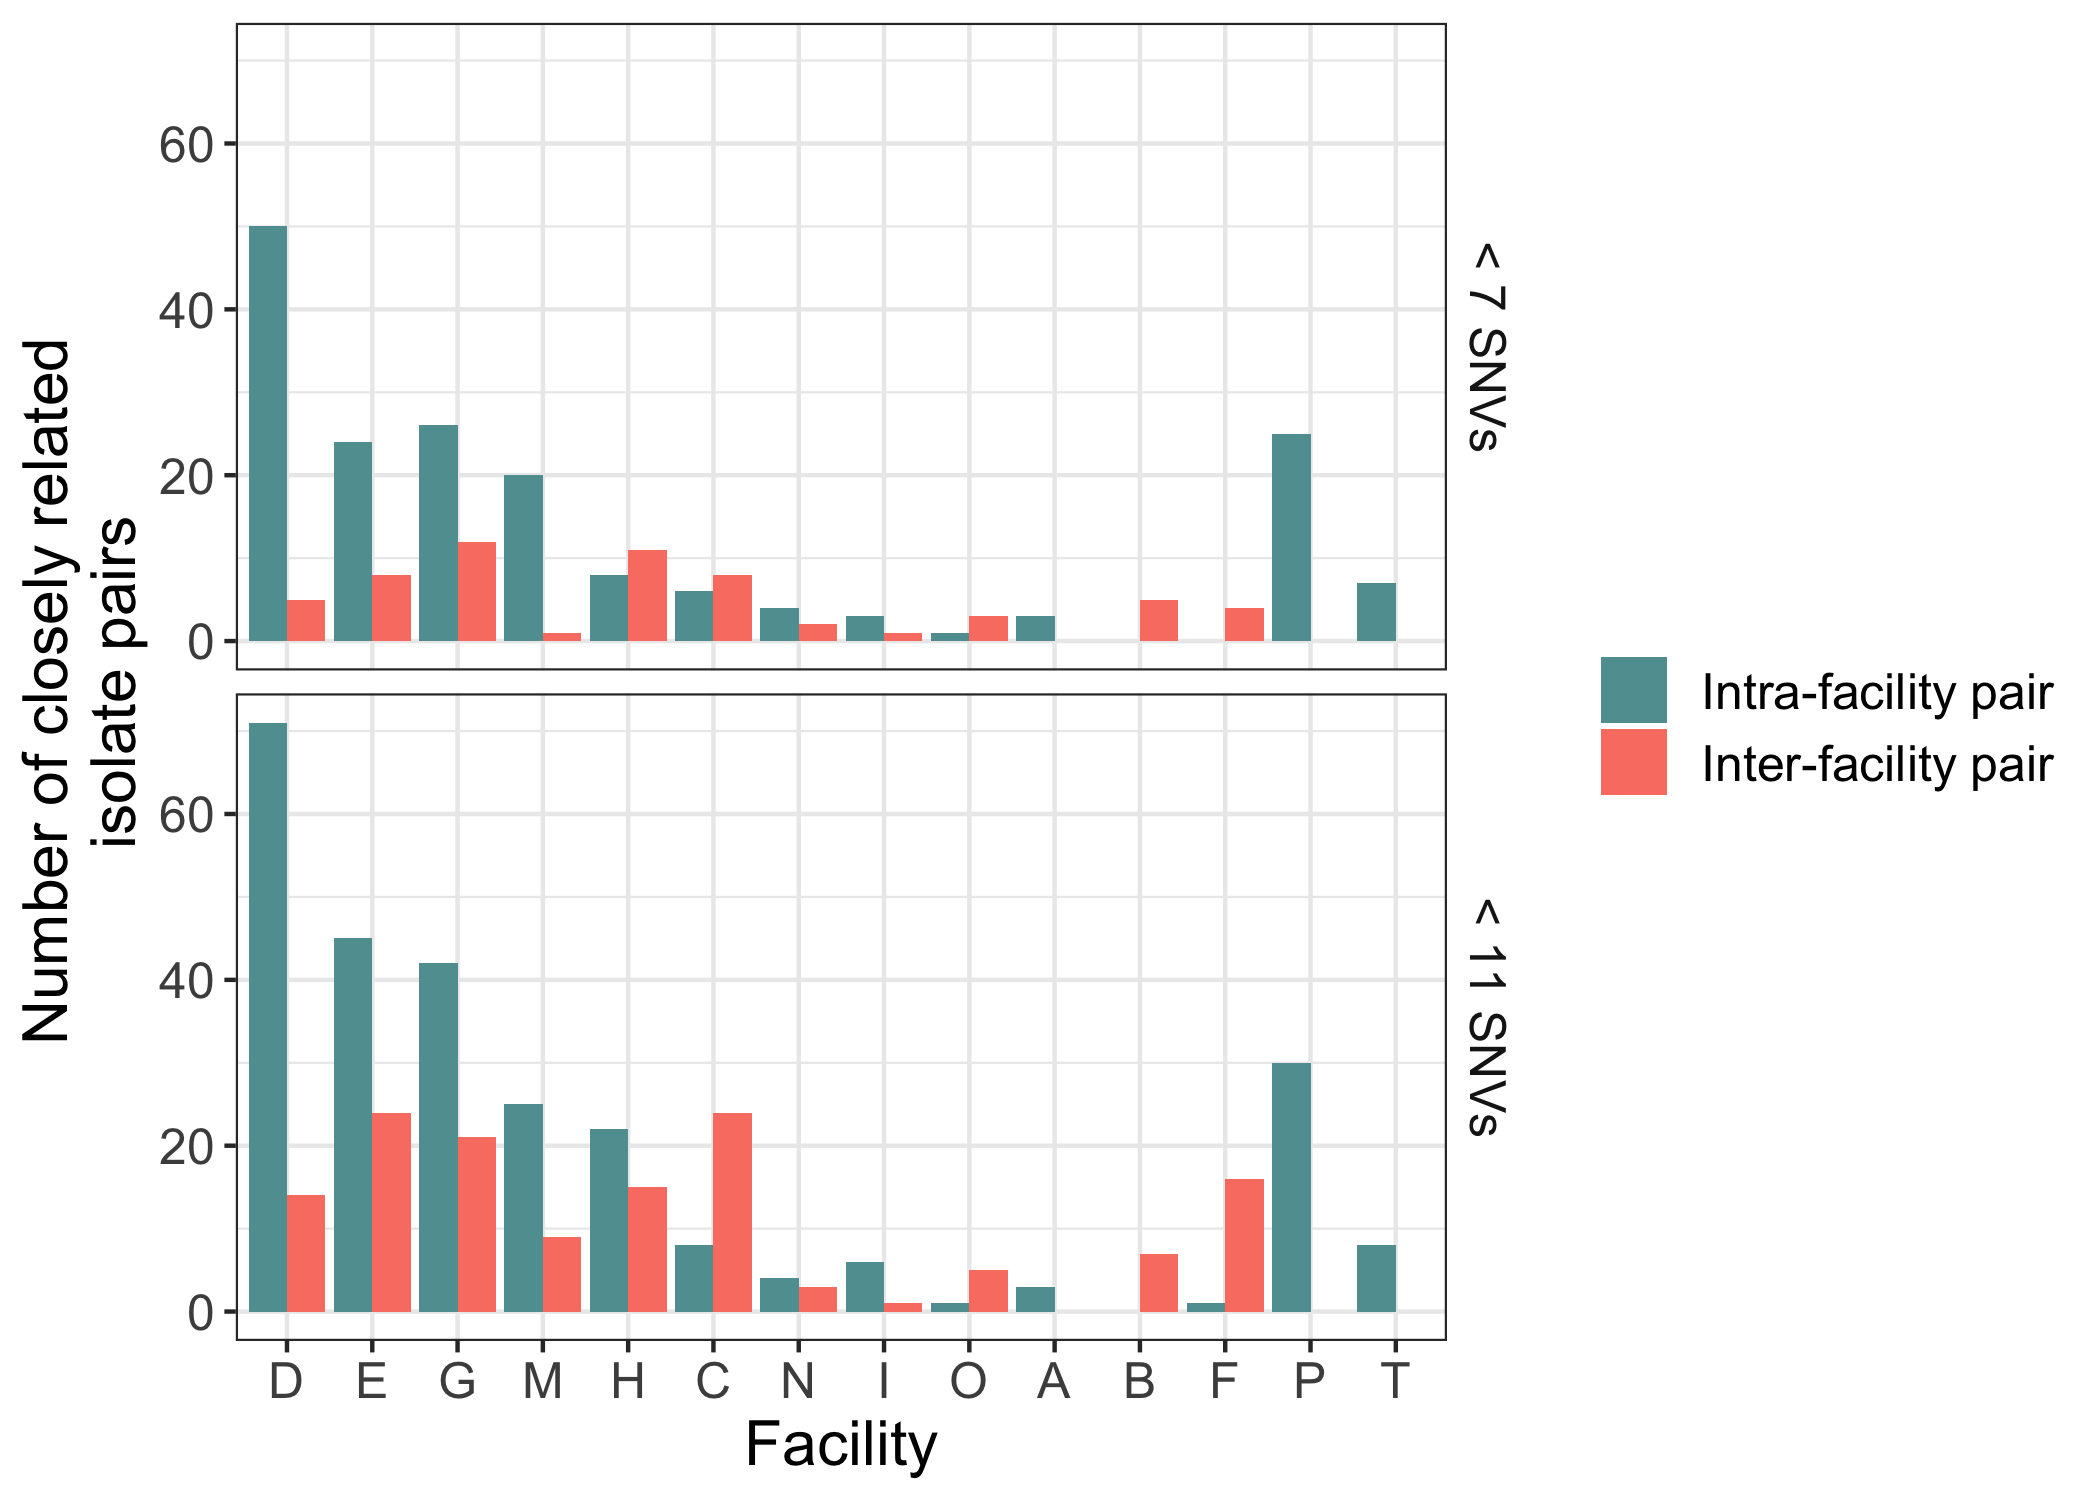 Number of closely related
isolate pairs
60
40
20
0
< 7 SNVs
60
40
20
0
< 11 SNVs
D E G M H C N I O A B F P T
Facility
Intra-facility pair
Inter-facility pair